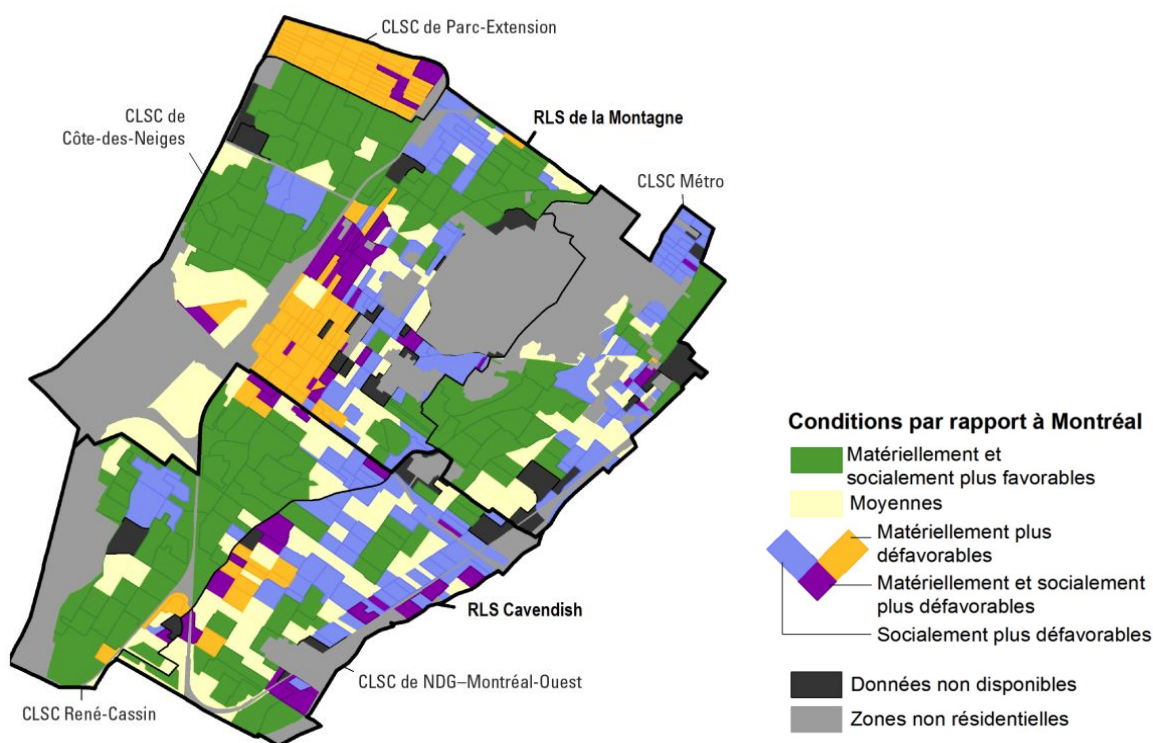 CLSC de Parc-Extension
CLSC de
Côte-des-Neiges
RLS de la Montagne
CLSC Métro
RLS Cavendish
CLSC de NDG–Montréal-Ouest
CLSC René-Cassin
Conditions par rapport à Montréal
Matériellement et
socialement plus favorables
Moyennes
Matériellement plus
défavorables
Matériellement et socialement
plus défavorables
Socialement plus défavorables
Données non disponibles
Zones non résidentielles